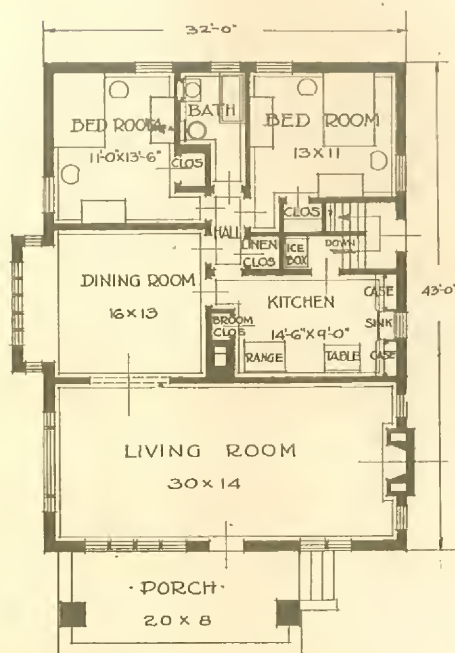 32'-0"
BED ROOM
11'-0"X13'-6"
BATH
BED ROOM
13X11
CLOS
CLOS
HALL
LINEN
CLOS
ICE
BOX
DOWN
DINING ROOM
16X13
BROOM
CLOS
KITCHEN
14'-6"X9'-0"
RANGE
TABLE
CASE
SINK
CASE
43'-0"
LIVING ROOM
30X14
·PORCH·
20X8